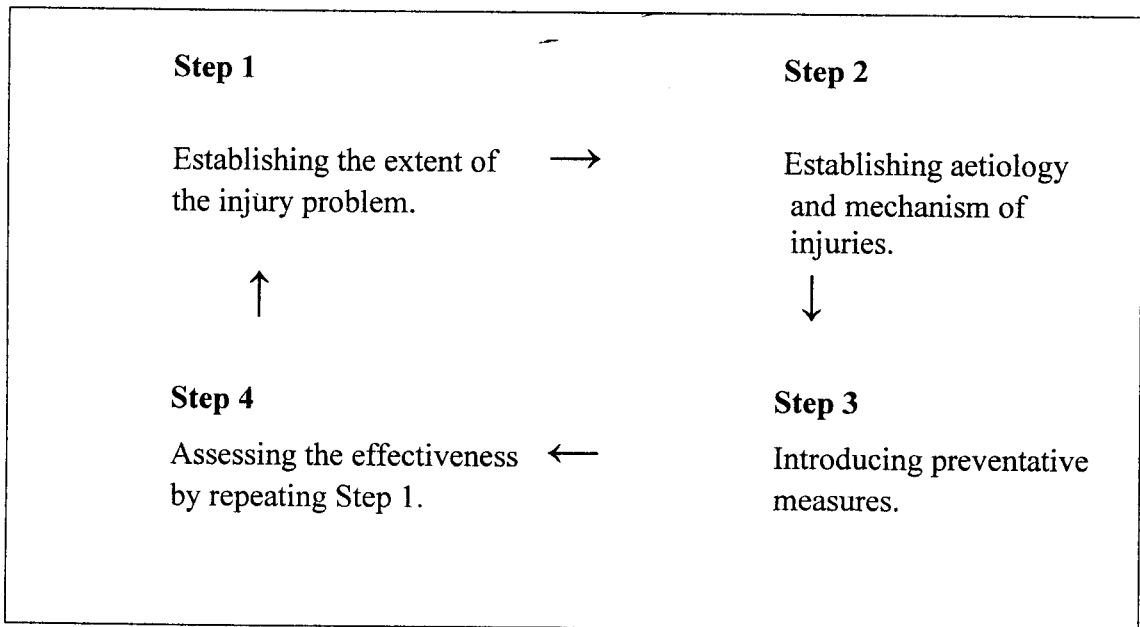 Step 1
Establishing the extent of
the injury problem.
→
Step 2
Establishing aetiology
and mechanism of
injuries.
↓
Step 3
Introducing preventative
measures.
←
Step 4
Assessing the effectiveness
by repeating Step 1.
↑